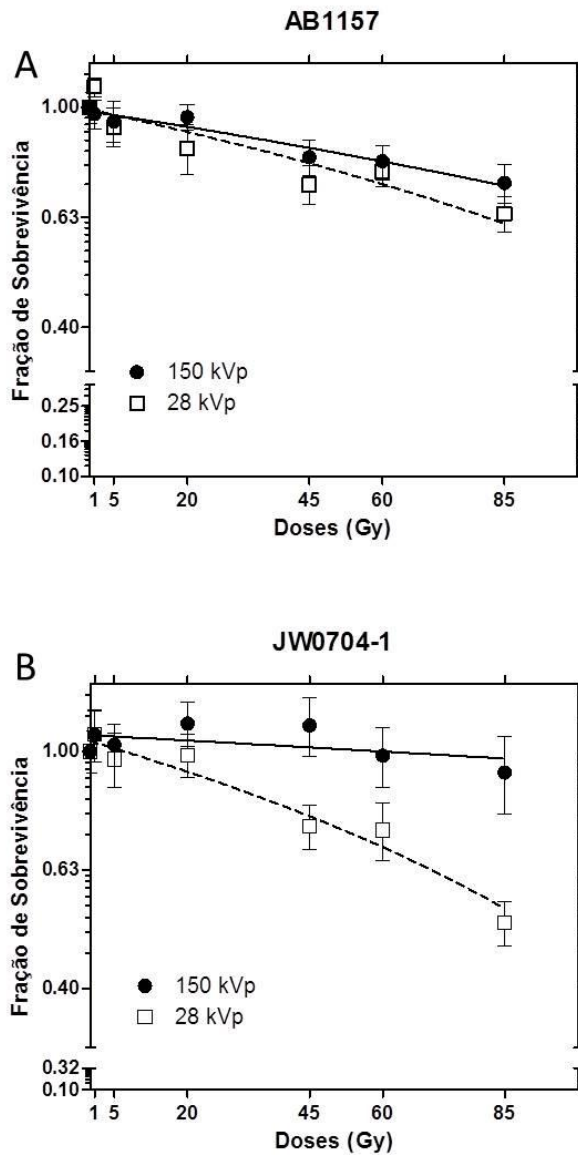 AB1157
A
Fração de Sobrevivência
1.00
0.63
0.40
0.25
0.16
0.10
150 kVp
28 kVp
1 5 20 45 60 85
Doses (Gy)
JW0704-1
B
Fração de Sobrevivência
1.00
0.63
0.40
0.32
0.10
150 kVp
28 kVp
1 5 20 45 60 85
Doses (Gy)